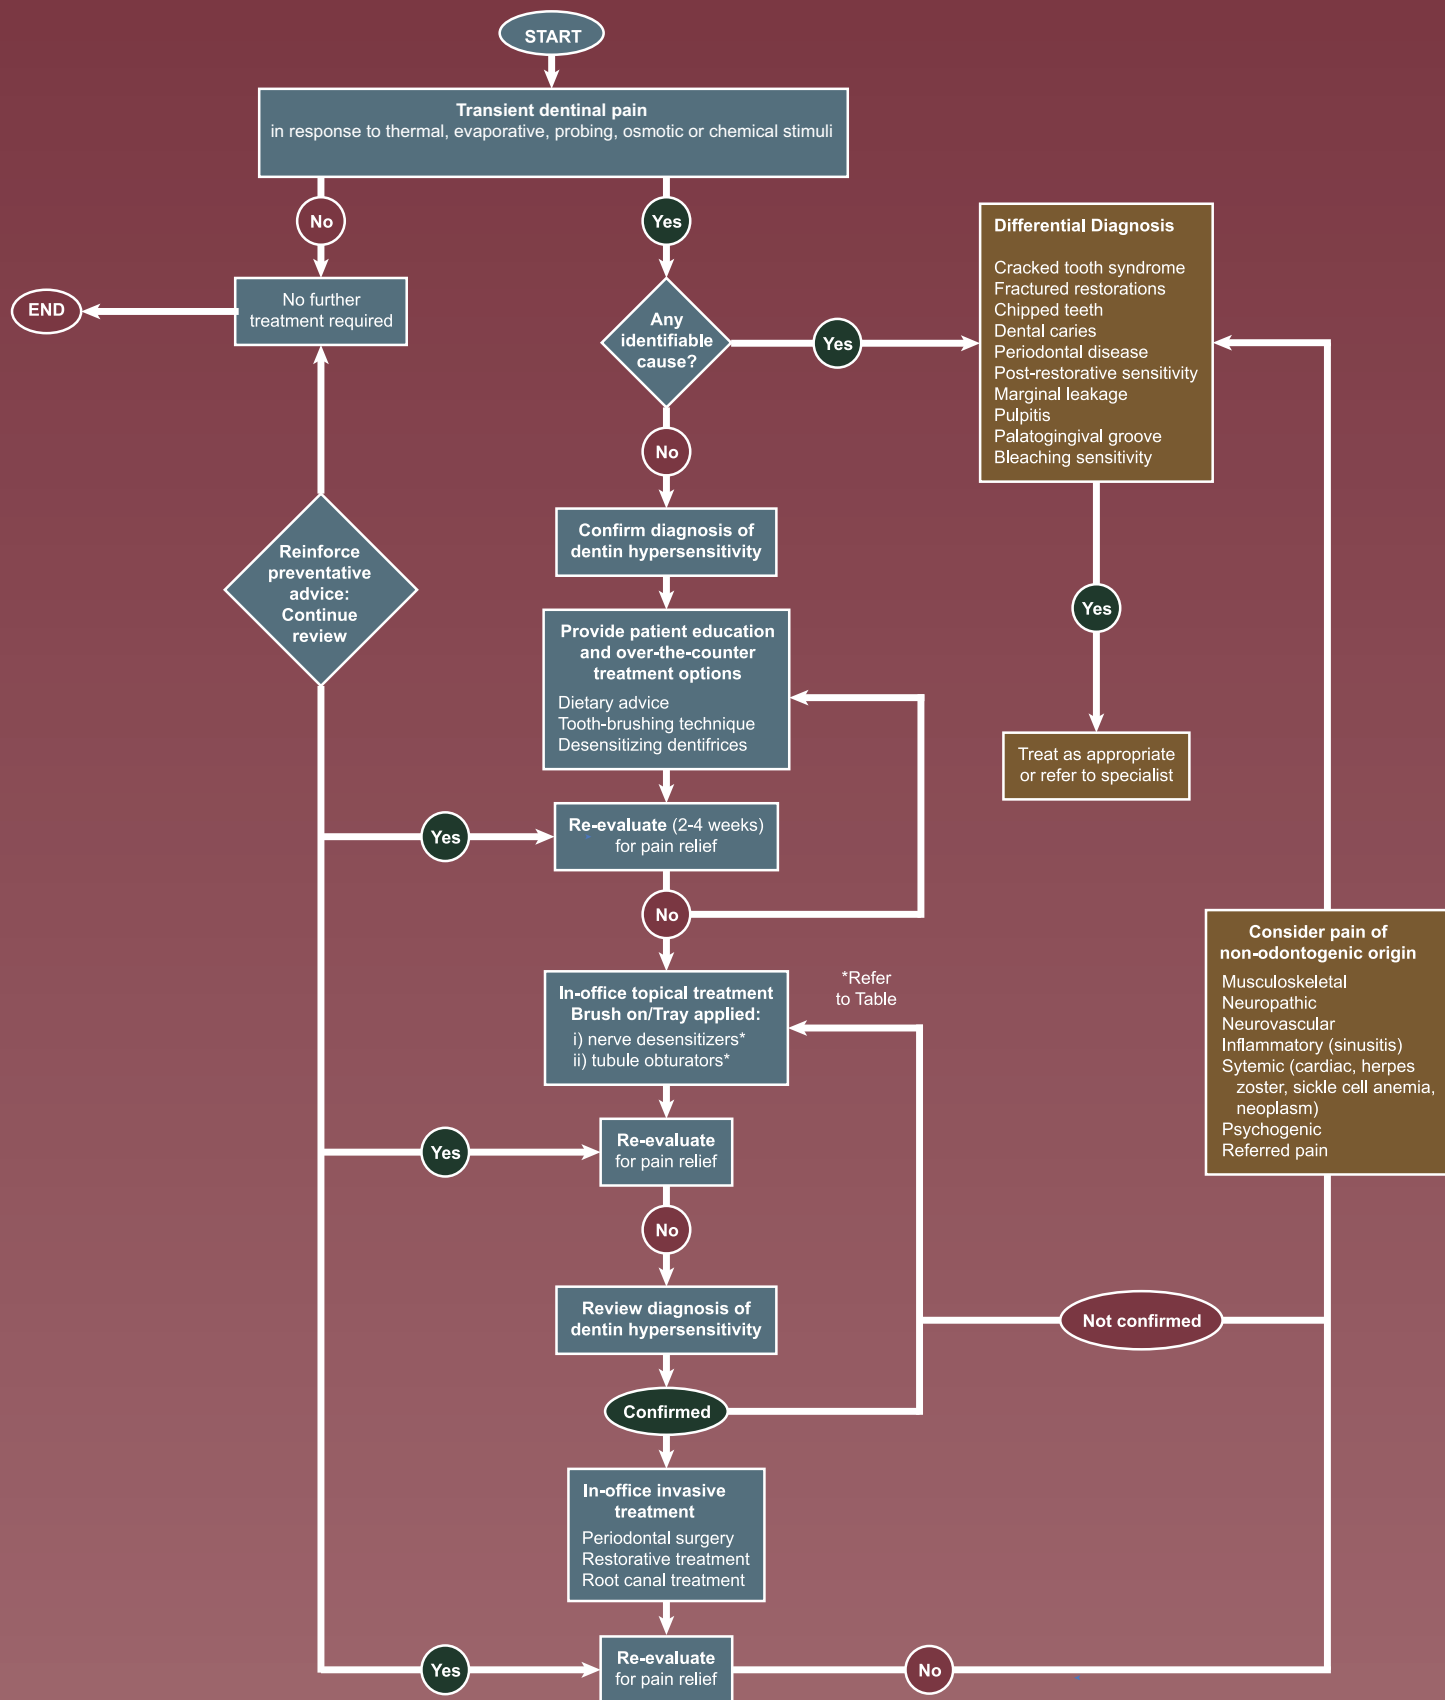 START
Transient dentinal pain
in response to thermal, evaporative, probing, osmotic or chemical stimuli
No
Yes
No further
treatment required
END
Any
identifiable
cause?
Yes
Differential Diagnosis
Cracked tooth syndrome
Fractured restorations
Chipped teeth
Dental caries
Periodontal disease
Post-restorative sensitivity
Marginal leakage
Pulpitis
Palatogingival groove
Bleaching sensitivity
No
Confirm diagnosis of
dentin hypersensitivity
Reinforce
preventative
advice:
Continue
review
Provide patient education
and over-the-counter
treatment options
Dietary advice
Tooth-brushing technique
Desensitizing dentifrices
Yes
Treat as appropriate
or refer to specialist
Yes
Re-evaluate (2-4 weeks)
for pain relief
No
In-office topical treatment
Brush on/Tray applied:
i) nerve desensitizers*
ii) tubule obturators*
*Refer
to Table
Consider pain of
non-odontogenic origin
Musculoskeletal
Neuropathic
Neurovascular
Inflammatory (sinusitis)
Sytemic (cardiac, herpes
zoster, sickle cell anemia,
neoplasm)
Psychogenic
Referred pain
Yes
Re-evaluate
for pain relief
No
Review diagnosis of
dentin hypersensitivity
Not confirmed
Confirmed
In-office invasive
treatment
Periodontal surgery
Restorative treatment
Root canal treatment
Yes
Re-evaluate
for pain relief
No